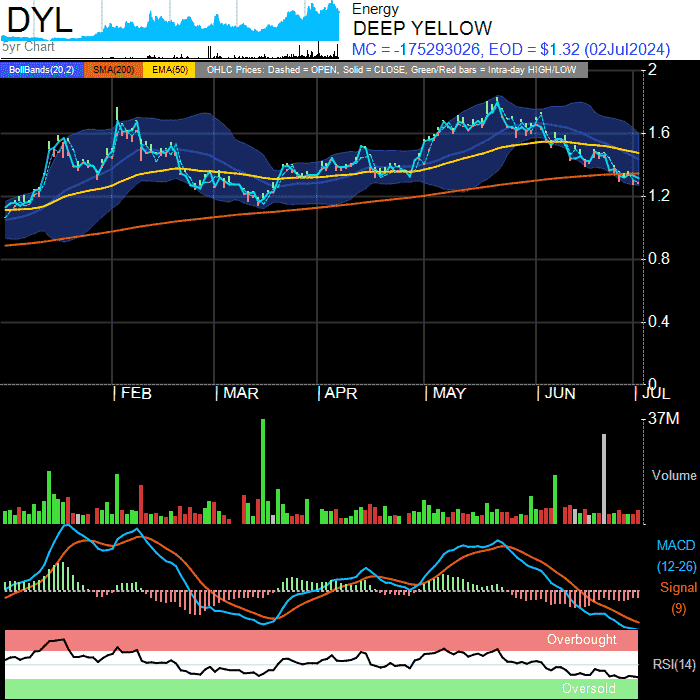 DYL
5yr Chart
Energy
DEEP YELLOW
MC = -175293026, EOD = $1.32 (02Jul2024)
BollBands(20,2) SMA(200) EMA(50) OHLC Prices: Dashed = OPEN, Solid = CLOSE, Green/Red bars = Intra-day HIGH/LOW
2
1.6
1.2
0.8
0.4
0
FEB MAR APR MAY JUN JUL
37M
Volume
MACD
(12-26)
Signal
(9)
Overbought
RSI(14)
Oversold